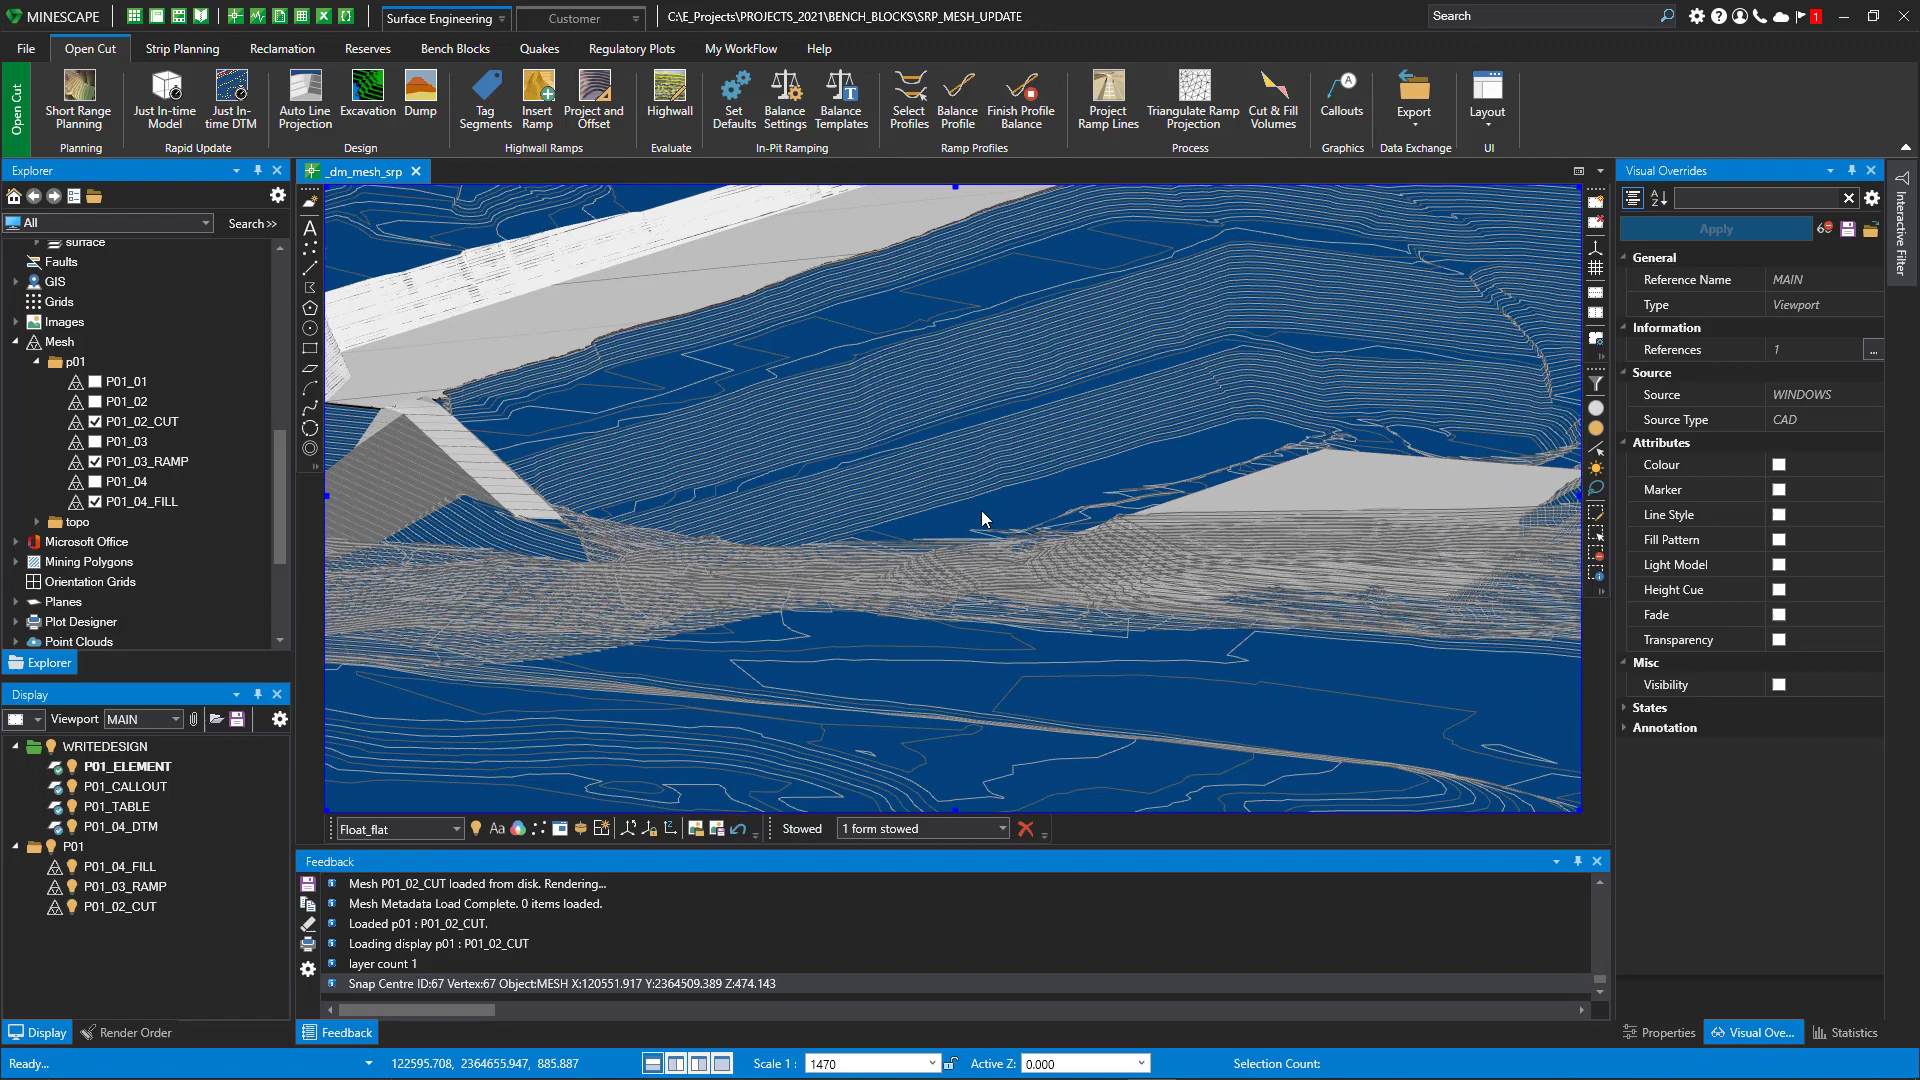 MINESCAPE
Surface Engineering
Customer
C:\E_Projects\PROJECTS_2021\BENCH_BLOCKS\SRP_MESH_UPDATE
Search
1
File
Open Cut
Strip Planning
Reclamation
Reserves
Bench Blocks
Quakes
Regulatory Plots
My WorkFlow
Help
Open Cut
Short Range Planning
Just In-time Model
Just In-time DTM
Auto Line Projection
Excavation
Dump
Tag Segments
Insert Ramp
Project and Offset
Highwall
Set Defaults
Balance Settings
Balance Templates
Select Profiles
Balance Profile
Finish Profile Balance
Project Ramp Lines
Triangulate Ramp Projection
Cut & Fill Volumes
Callouts
Export
Layout
Planning
Rapid Update
Design
Highwall Ramps
Evaluate
In-Pit Ramping
Ramp Profiles
Process
Graphics
Data Exchange
UI
Explorer
All
Search>>
surface
Faults
GIS
Grids
Images
Mesh
p01
P01_01
P01_02
P01_02_CUT
P01_03
P01_03_RAMP
P01_04
P01_04_FILL
topo
Microsoft Office
Mining Polygons
Orientation Grids
Planes
Plot Designer
Point Clouds
Explorer
Display
Viewport
MAIN
WRITEDESIGN
P01_ELEMENT
P01_CALLOUT
P01_TABLE
P01_04_DTM
P01
P01_04_FILL
P01_03_RAMP
P01_02_CUT
Display
Render Order
_dm_mesh_srp
A
Float_flat
Aa
Stowed
1 form stowed
Feedback
Mesh P01_02_CUT loaded from disk. Rendering...
Mesh Metadata Load Complete. 0 items loaded.
Loaded p01 : P01_02_CUT.
Loading display p01 : P01_02_CUT
layer count 1
Snap Centre ID:67 Vertex:67 Object:MESH X:120551.917 Y:2364509.389 Z:474.143
Feedback
Visual Overrides
Apply
General
Reference Name
MAIN
Type
Viewport
Information
References
1
...
Source
Source
WINDOWS
Source Type
CAD
Attributes
Colour
Marker
Line Style
Fill Pattern
Light Model
Height Cue
Fade
Transparency
Misc
Visibility
States
Annotation
Interactive Filter
Properties
Visual Ove...
Statistics
Ready...
122595.708, 2364655.947, 885.887
Scale 1 :
1470
Active Z:
0.000
Selection Count: